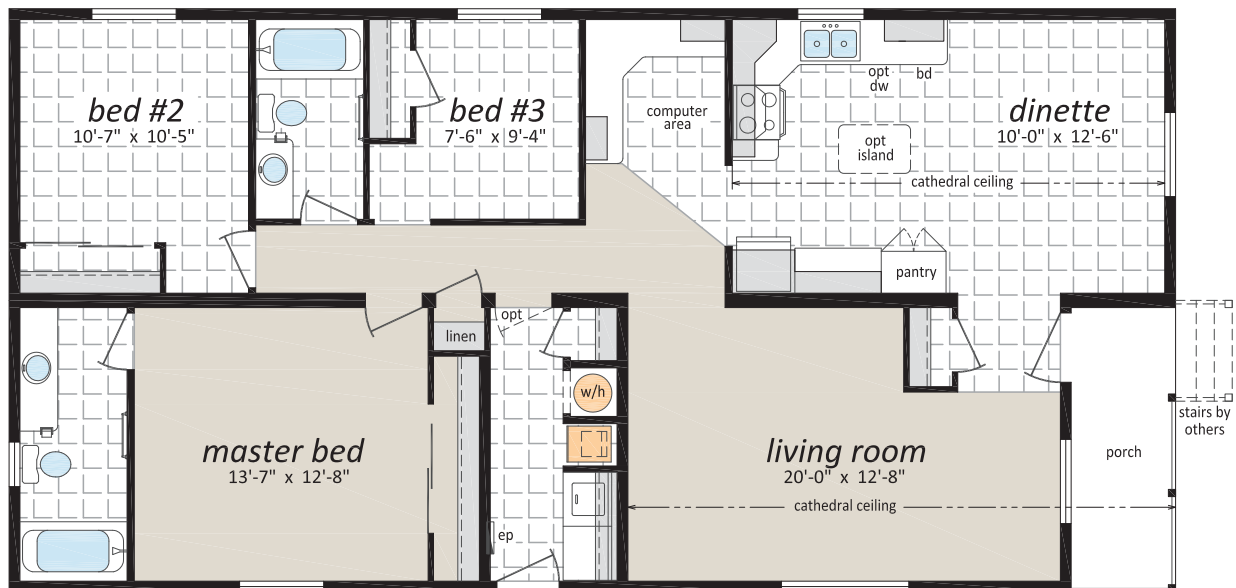 bed #2
10'-7" x 10'-5"
bed #3
7'-6" x 9'-4"
computer
area
opt
dw
bd
opt
island
dinette
10'-0" x 12'-6"
cathedral ceiling
pantry
opt
linen
w/h
master bed
13'-7" x 12'-8"
ep
living room
20'-0" x 12'-8"
cathedral ceiling
porch
stairs by
others